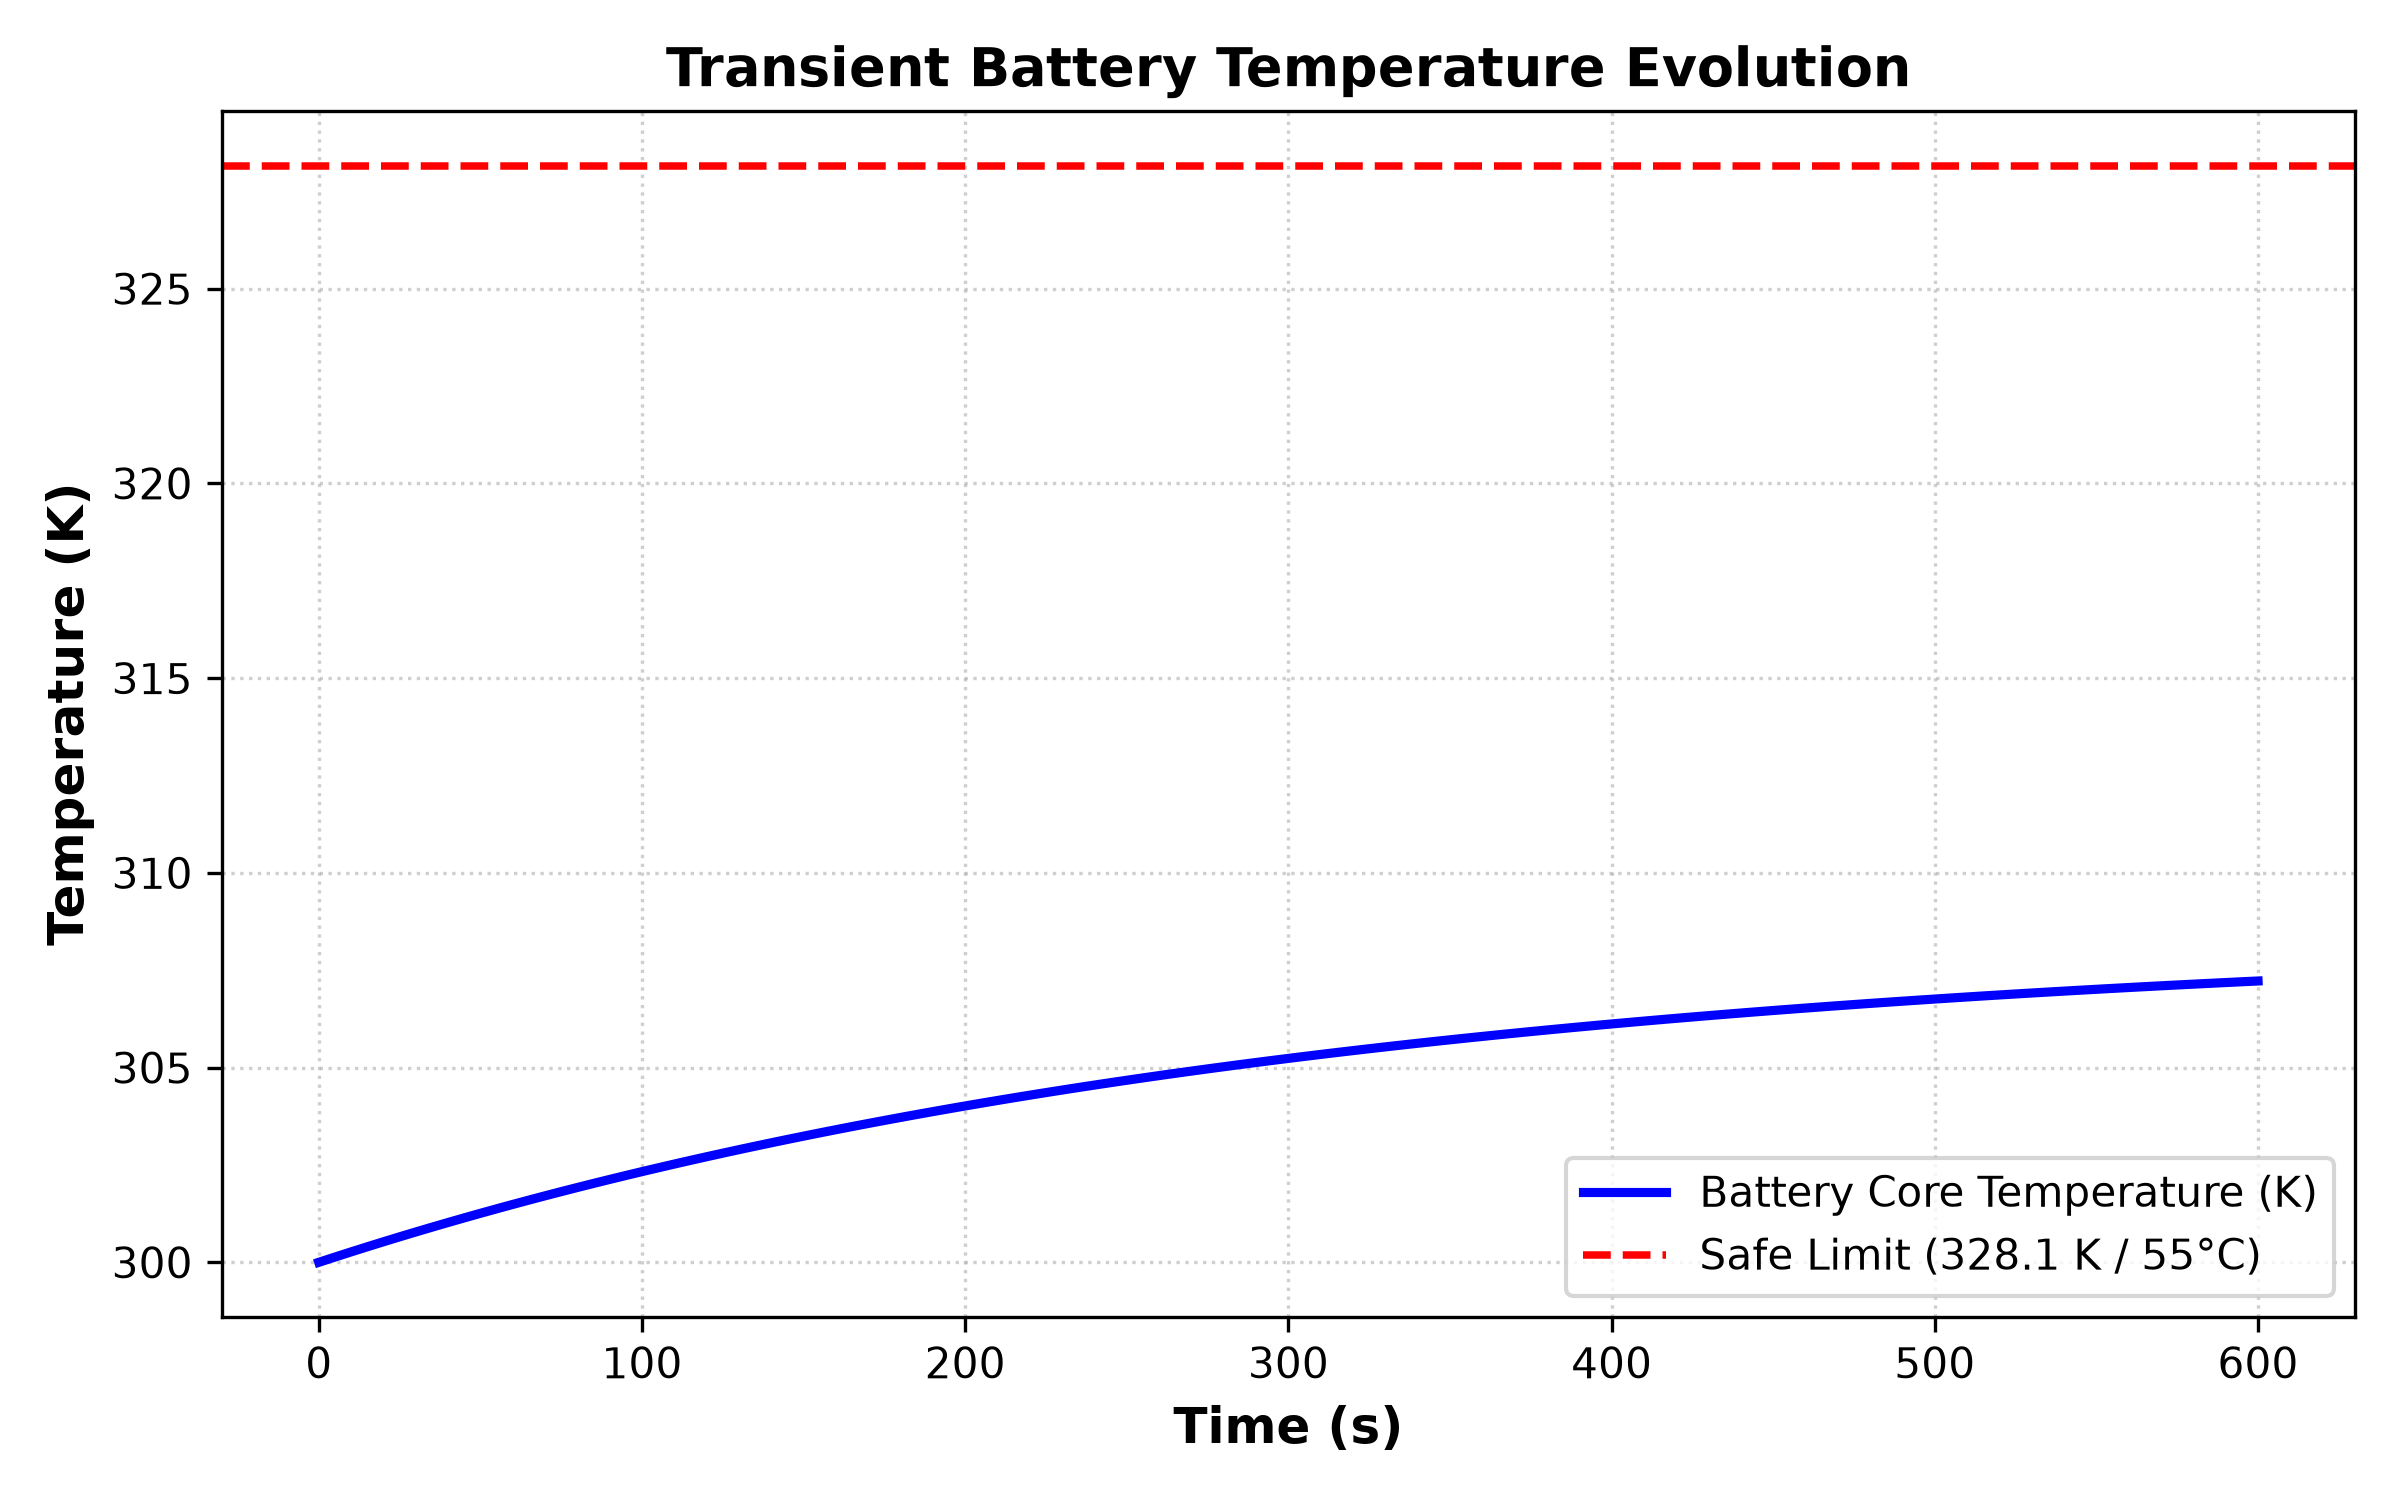 Transient Battery Temperature Evolution
Temperature (K)
325
320
315
310
305
300
Battery Core Temperature (K)
Safe Limit (328.1 K / 55°C)
0 100 200 300 400 500 600
Time (s)